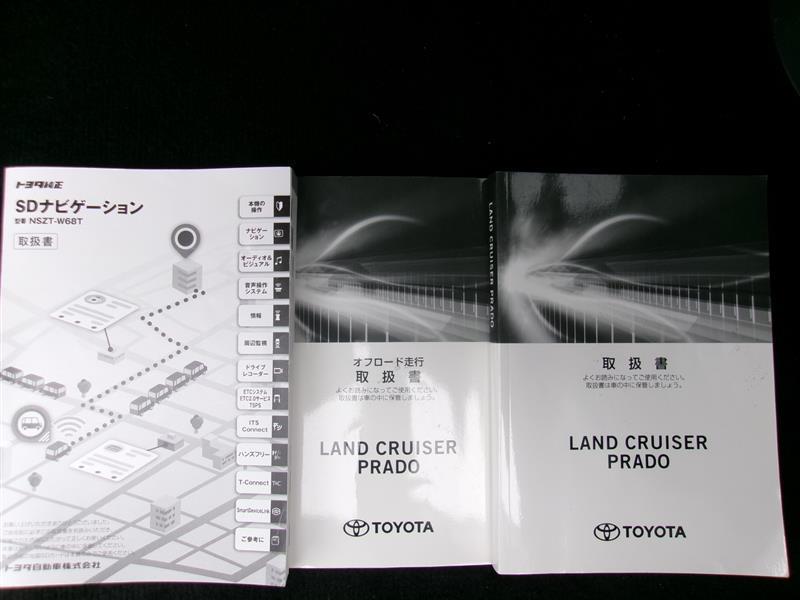 トヨタ純正
SDナビゲーション
型番 NSZT-W68T
取扱書
本機の
操作
ナビゲー
ション
オーディオ&
ビジュアル
音声操作
システム
情報
周辺監視
ドライブ
レコーダー
ETCシステム
ETC2.0サービス
TSPS
ITS
Connect
ハンズフリー
T-Connect
SmartDeviceLink
ご参考に
トヨタ自動車株式会社
オフロード走行
取扱書
よくお読みになってご使用ください。
取扱書は車の中に保管しましょう。
LAND CRUISER
PRADO
TOYOTA
LAND CRUISER PRADO
取扱書
よくお読みになってご使用ください。
取扱書は車の中に保管しましょう。
LAND CRUISER
PRADO
TOYOTA